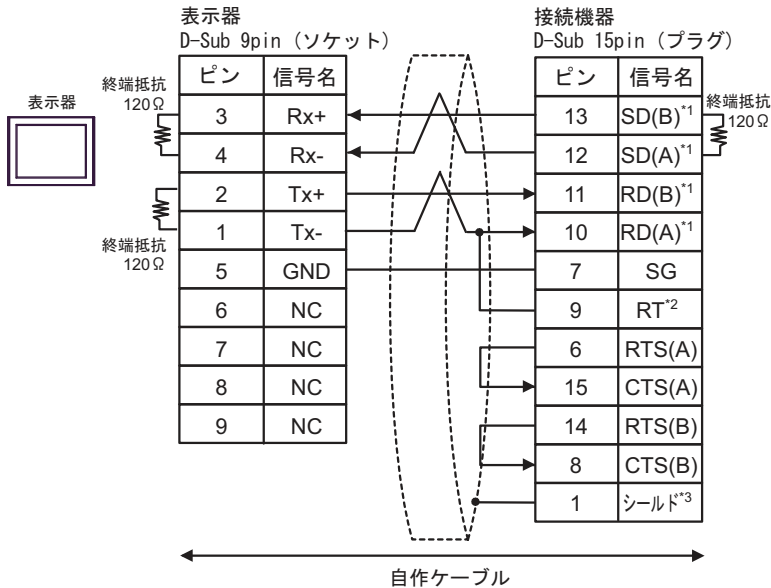 表示器
D-Sub 9pin (ソケット)
接続機器
D-Sub 15pin (プラグ)
表示器
終端抵抗
120Ω
終端抵抗
120Ω
終端抵抗
120Ω
ピン 信号名
3 Rx+
4 Rx-
2 Tx+
1 Tx-
5 GND
6 NC
7 NC
8 NC
9 NC
ピン 信号名
13 SD(B)*1
12 SD(A)*1
11 RD(B)*1
10 RD(A)*1
7 SG
9 RT*2
6 RTS(A)
15 CTS(A)
14 RTS(B)
8 CTS(B)
1 シールド*3
自作ケーブル